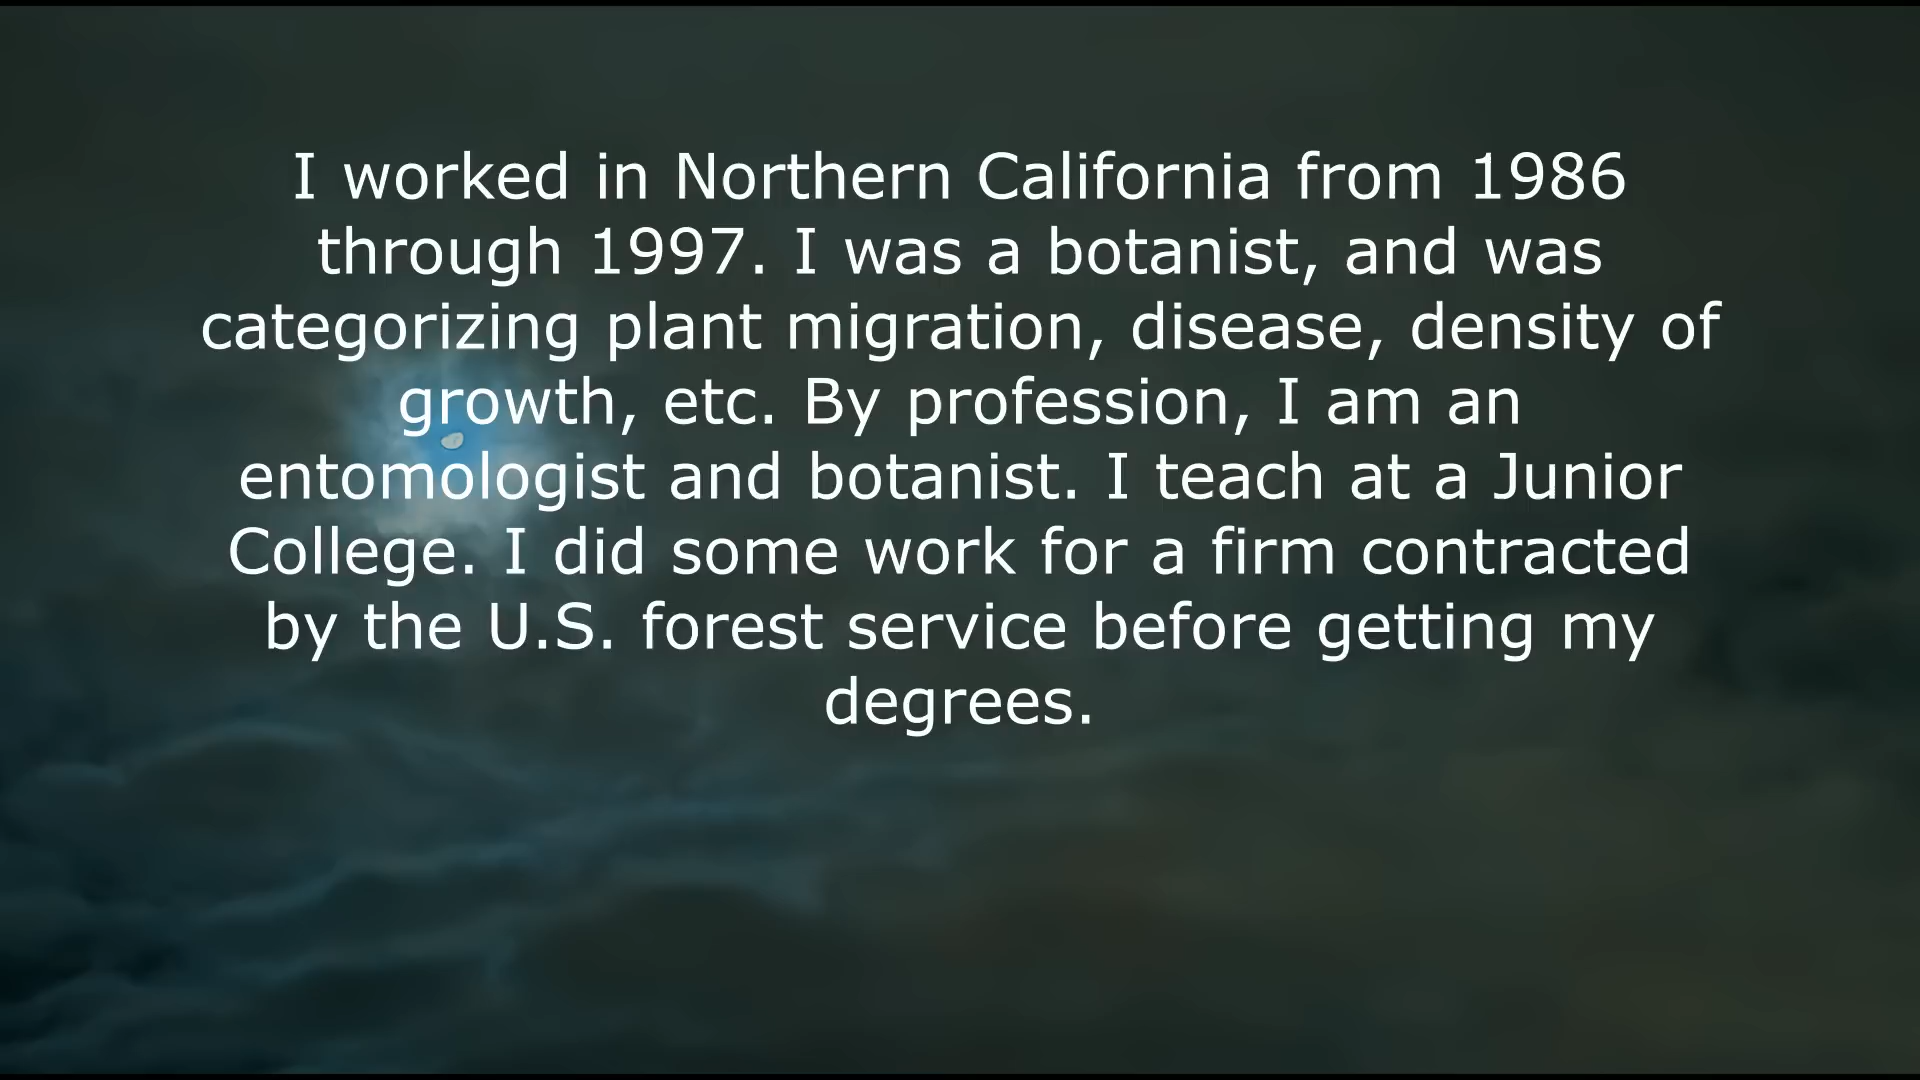 I worked in Northern California from 1986
through 1997. I was a botanist, and was
categorizing plant migration, disease, density of
growth, etc. By profession, I am an
entomologist and botanist. I teach at a Junior
College. I did some work for a firm contracted
by the U.S. forest service before getting my
degrees.